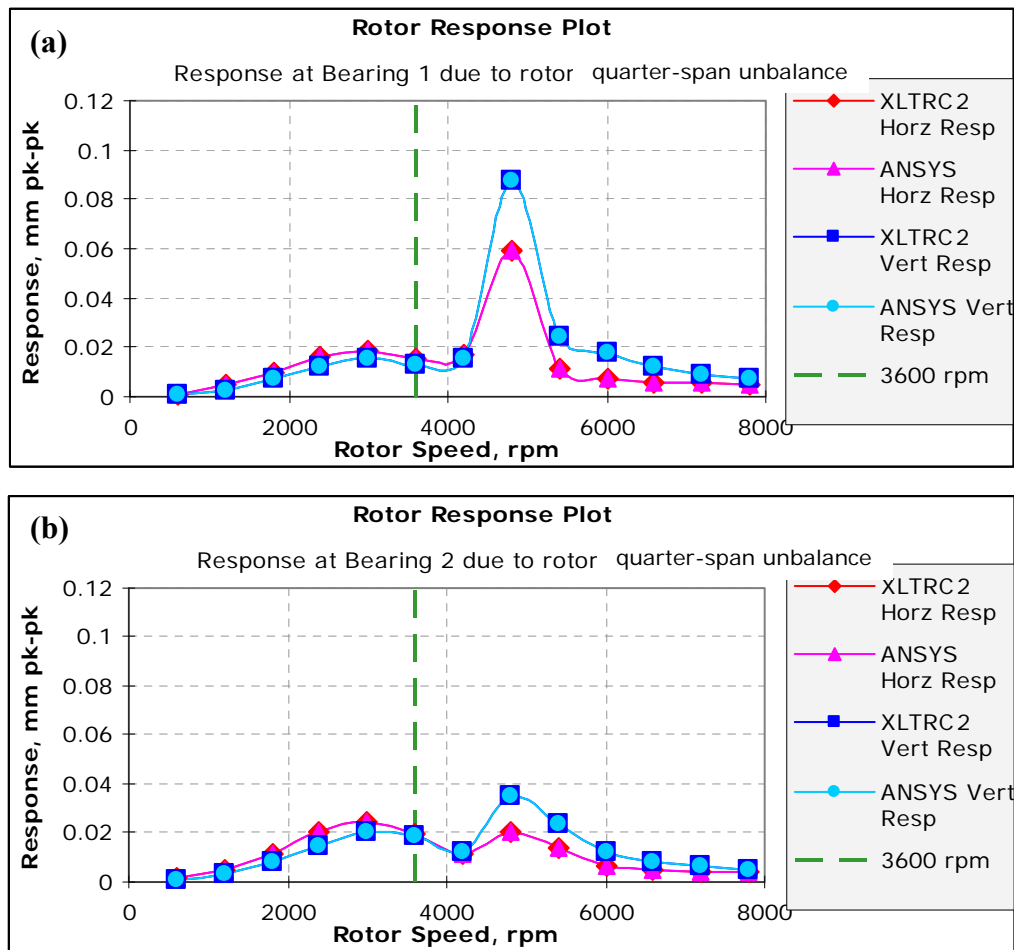 (a)
Rotor Response Plot
Response at Bearing 1 due to rotor quarter-span unbalance
Response, mm pk-pk
0.12
0.1
0.08
0.06
0.04
0.02
0
0 2000 4000 6000 8000
Rotor Speed, rpm
XLTRC2
Horz Resp
ANSYS
Horz Resp
XLTRC2
Vert Resp
ANSYS Vert
Resp
3600 rpm
(b)
Rotor Response Plot
Response at Bearing 2 due to rotor quarter-span unbalance
Response, mm pk-pk
0.12
0.1
0.08
0.06
0.04
0.02
0
0 2000 4000 6000 8000
Rotor Speed, rpm
XLTRC2
Horz Resp
ANSYS
Horz Resp
XLTRC2
Vert Resp
ANSYS Vert
Resp
3600 rpm